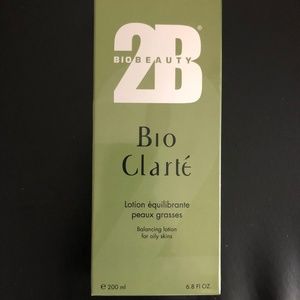 2B®
BIOBEAUTY
Bio
Clarté
Lotion équilibrante
peaux grasses
Balancing lotion
for oily skins
e 200 ml 6.8 FL OZ.